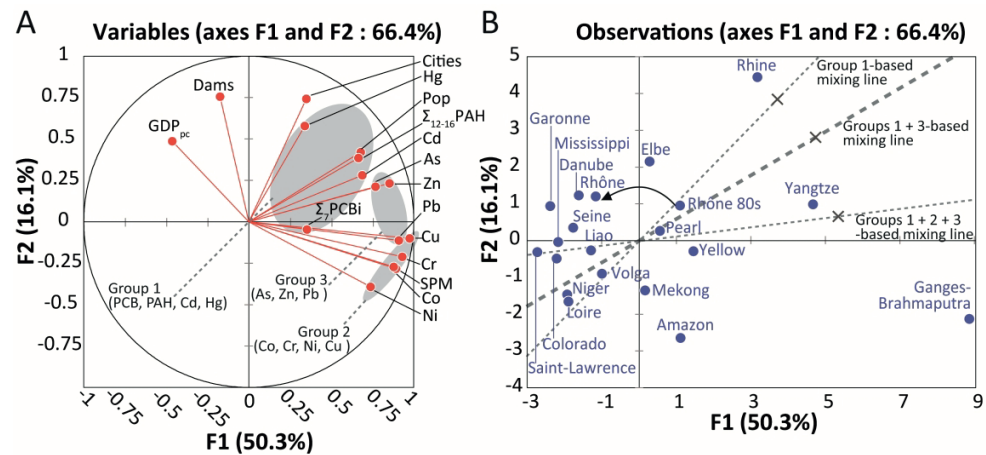 A
Variables (axes F1 and F2 : 66.4%)
1
0.75
0.5
0.25
0
-0.25
-0.5
-0.75
F2 (16.1%)
-1
-0.75
-0.5
-0.25
0
0.25
0.5
0.75
1
F1 (50.3%)
Dams
GDPpc
Cities
Hg
Pop
Σ12-16PAH
Cd
As
Zn
Pb
Σ7PCBi
Cu
Cr
SPM
Co
Ni
Group 1
(PCB, PAH, Cd, Hg)
Group 3
(As, Zn, Pb )
Group 2
(Co, Cr, Ni, Cu )
B
Observations (axes F1 and F2 : 66.4%)
5
4
3
2
1
0
-1
-2
-3
-4
F2 (16.1%)
-3
-1
1
3
5
7
9
F1 (50.3%)
Rhine
Group 1-based
mixing line
Groups 1 + 3-based
mixing line
Garonne
Mississippi
Danube
Rhône
Elbe
Rhône 80s
Yangtze
Seine
Pearl
Groups 1 + 2 + 3
-based mixing line
Liao
Yellow
Volga
Niger
Mekong
Loire
Ganges-
Brahmaputra
Amazon
Colorado
Saint-Lawrence